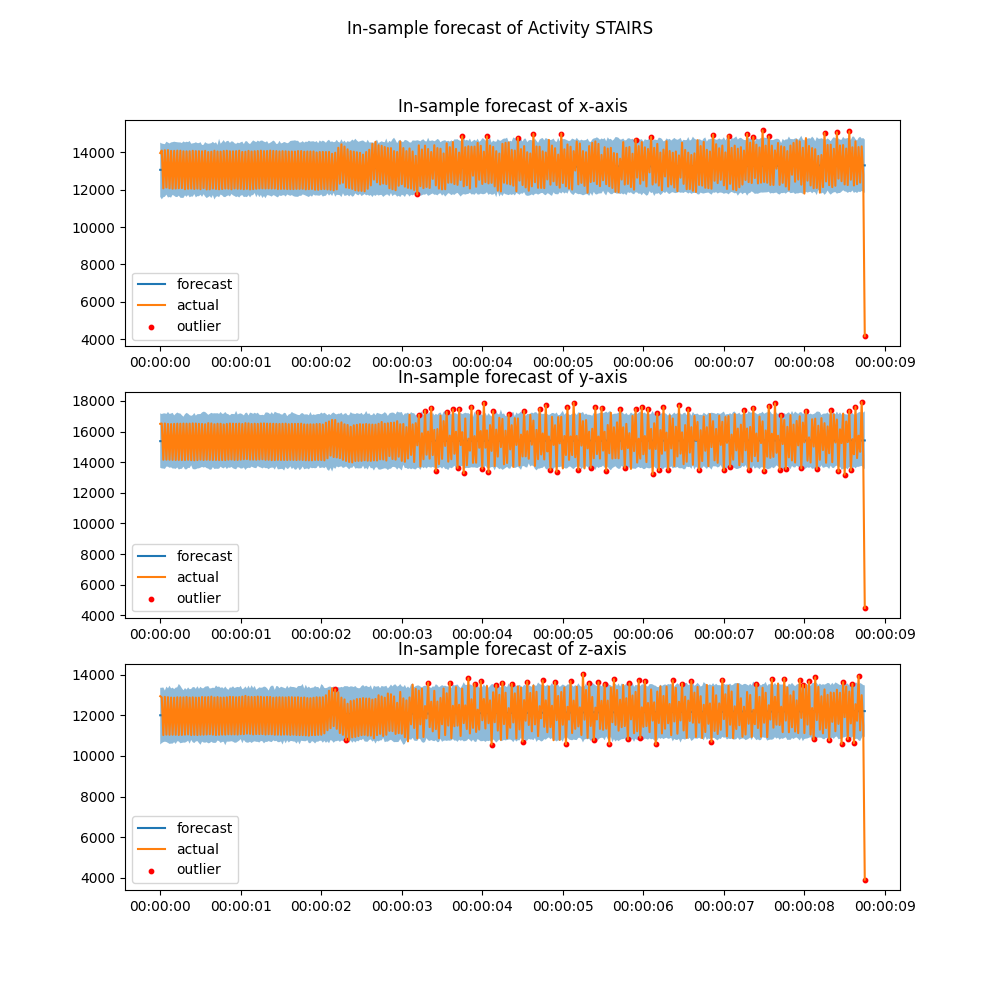 In-sample forecast of Activity STAIRS
In-sample forecast of x-axis
14000
12000
10000
8000
6000
4000
forecast
actual
outlier
00:00:00 00:00:01 00:00:02 00:00:03 00:00:04 00:00:05 00:00:06 00:00:07 00:00:08 00:00:09
In-sample forecast of y-axis
18000
16000
14000
12000
10000
8000
6000
4000
forecast
actual
outlier
00:00:00 00:00:01 00:00:02 00:00:03 00:00:04 00:00:05 00:00:06 00:00:07 00:00:08 00:00:09
In-sample forecast of z-axis
14000
12000
10000
8000
6000
4000
forecast
actual
outlier
00:00:00 00:00:01 00:00:02 00:00:03 00:00:04 00:00:05 00:00:06 00:00:07 00:00:08 00:00:09